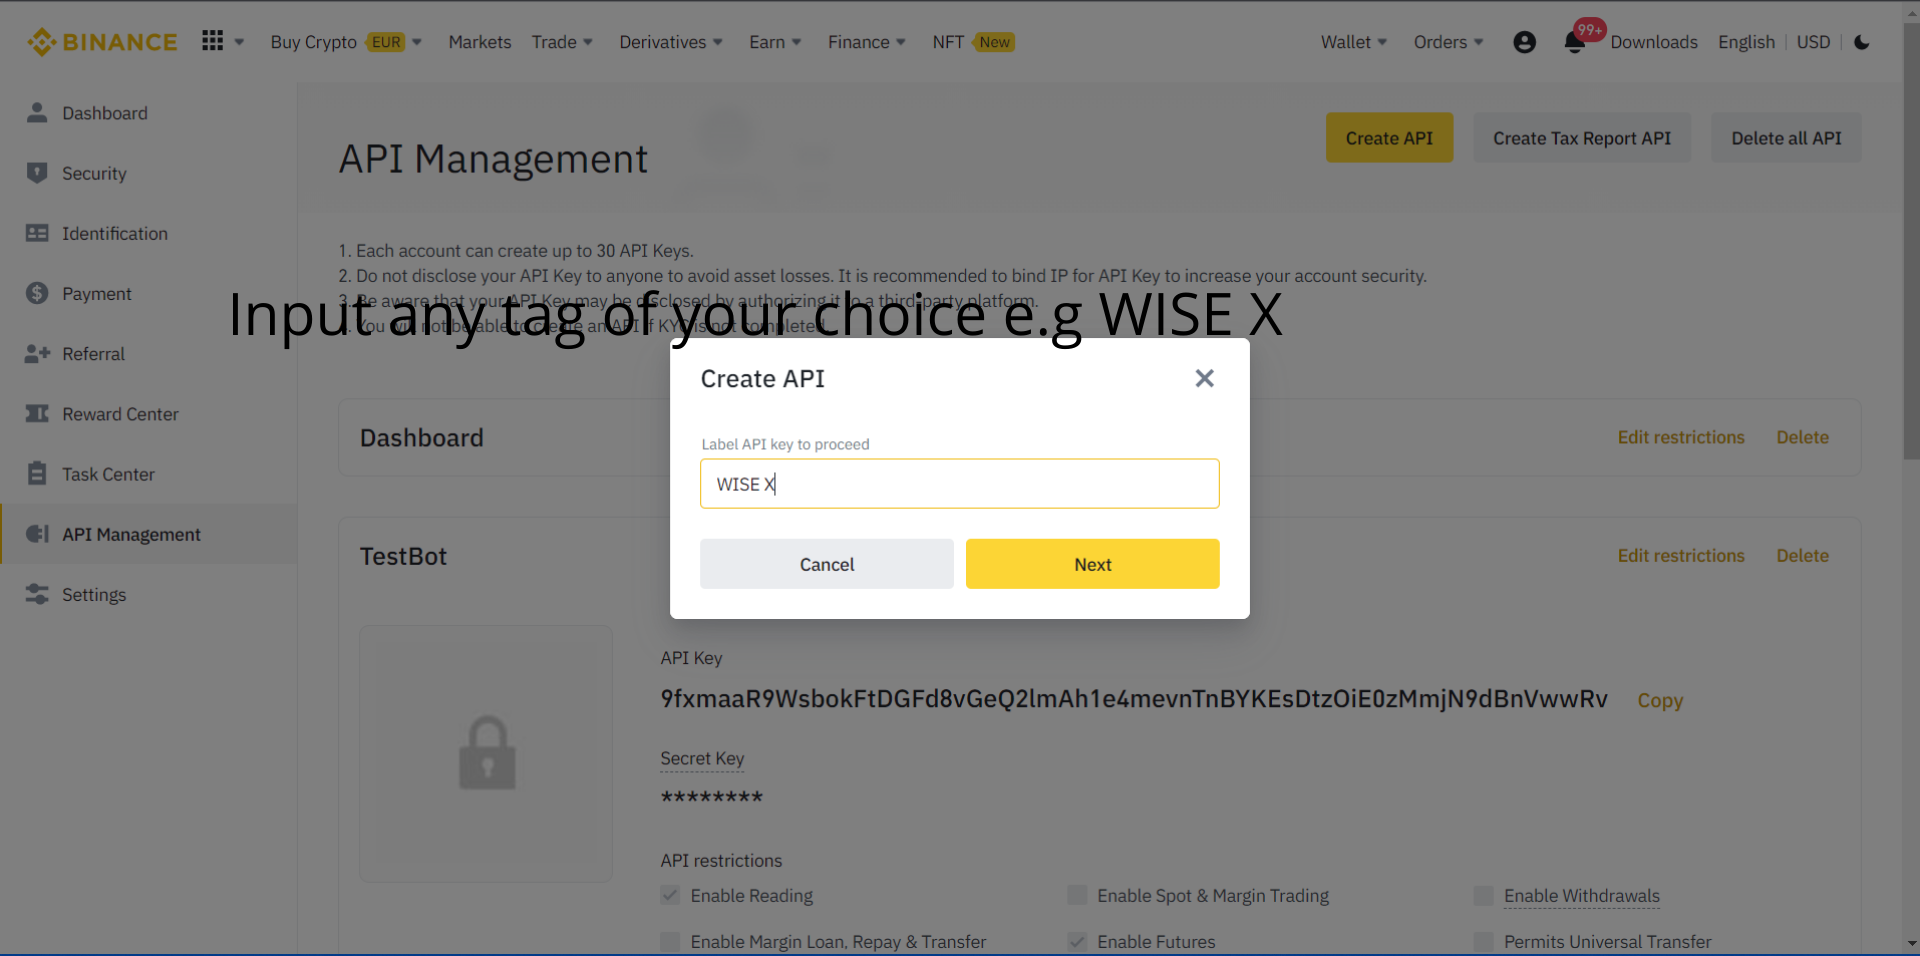 BINANCE
Buy Crypto EUR Markets Trade Derivatives Earn Finance NFT New
Wallet Orders 99+ Downloads English USD
Dashboard
Security
Identification
Payment
Referral
Reward Center
Task Center
API Management
Settings
API Management
Create API
Create Tax Report API
Delete all API
1. Each account can create up to 30 API Keys.
2. Do not disclose your API Key to anyone to avoid asset losses. It is recommended to bind IP for API Key to increase your account security.
3. Be aware that your API Key may be disclosed by authorizing it to a third-party platform.
4. You will not be able to create an API if KYC is not completed.
Input any tag of your choice e.g WISE X
Create API
Label API key to proceed
WISE X
Cancel
Next
Dashboard
Edit restrictions Delete
TestBot
Edit restrictions Delete
API Key
9fxmaaR9WsbokFtDGFd8vGeQ2lmAh1e4mevnTnBYKEsDtzOiE0zMmjN9dBnVwwRv Copy
Secret Key
********
API restrictions
Enable Reading Enable Spot & Margin Trading Enable Withdrawals
Enable Margin Loan, Repay & Transfer Enable Futures Permits Universal Transfer